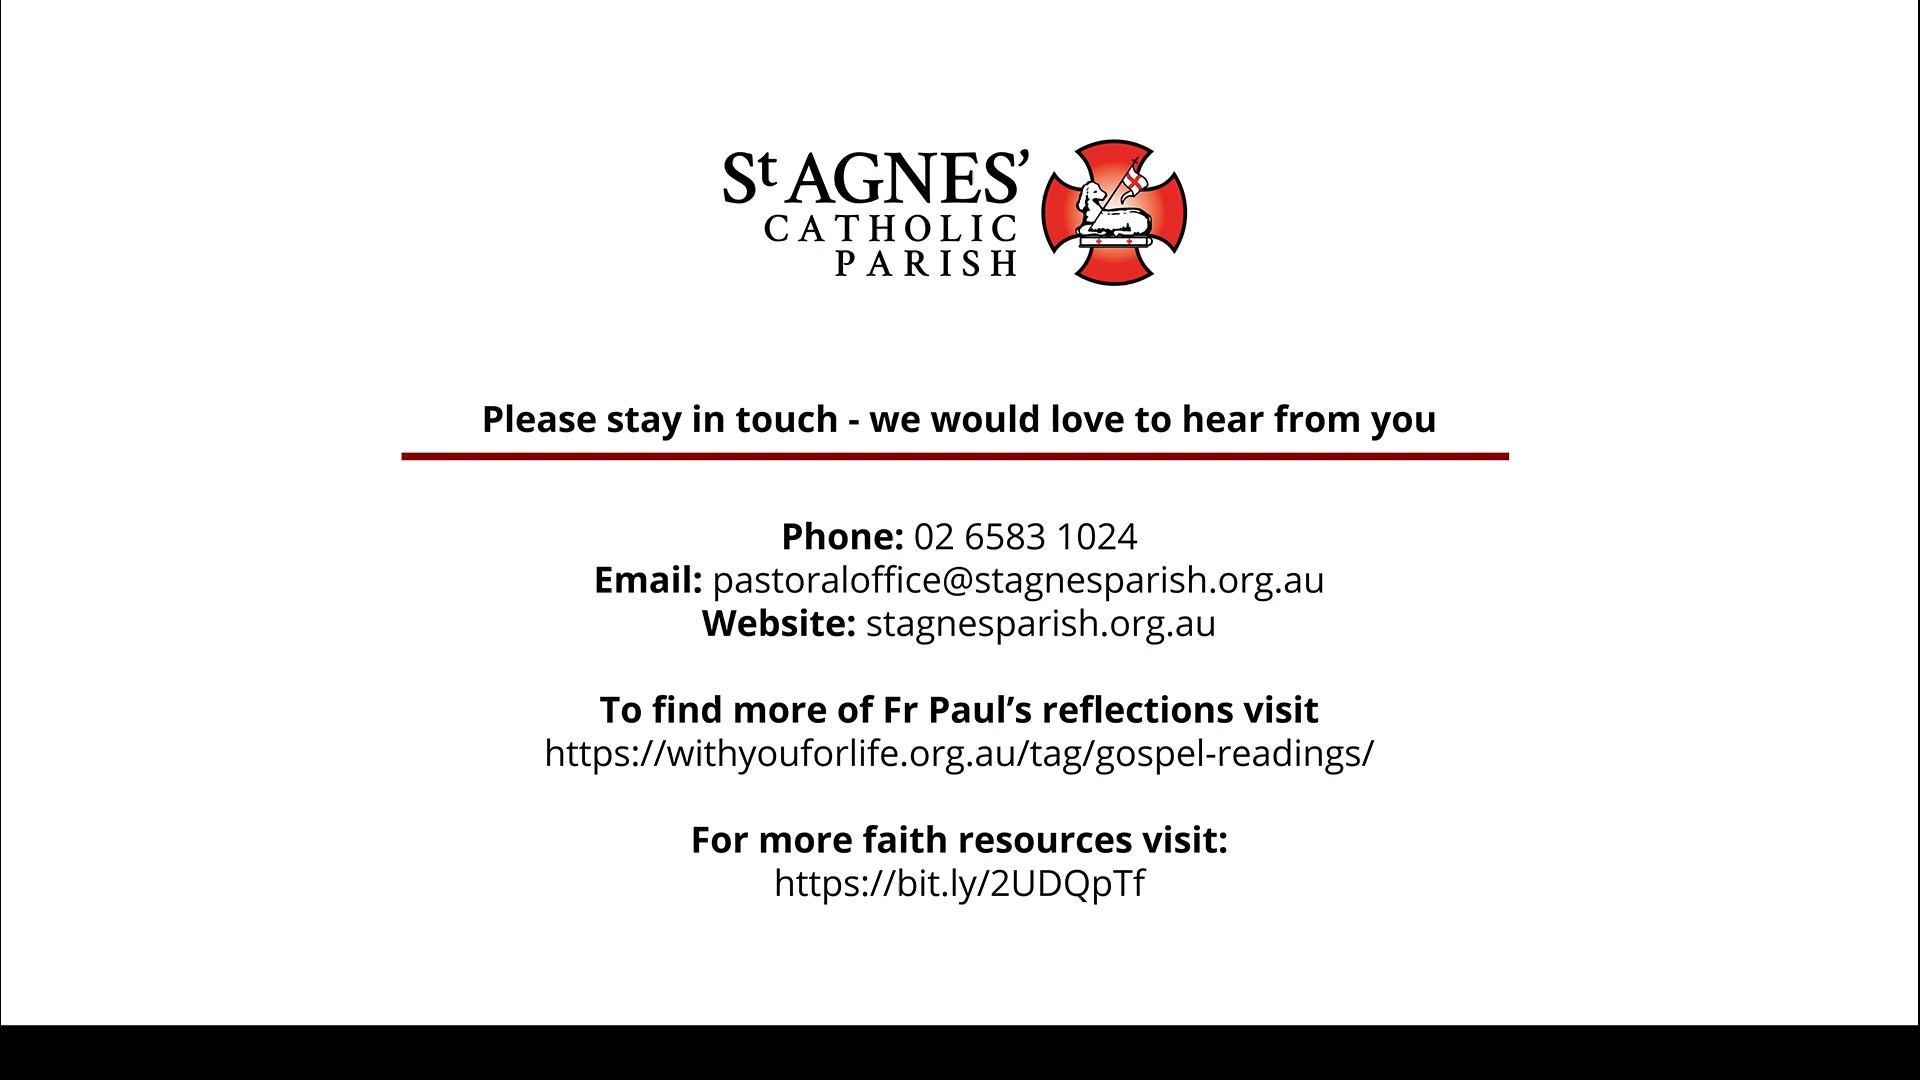 St AGNES’
CATHOLIC
PARISH
Please stay in touch - we would love to hear from you
Phone: 02 6583 1024
Email: pastoraloffice@stagnesparish.org.au
Website: stagnesparish.org.au
To find more of Fr Paul’s reflections visit
https://withyouforlife.org.au/tag/gospel-readings/
For more faith resources visit:
https://bit.ly/2UDQpTf